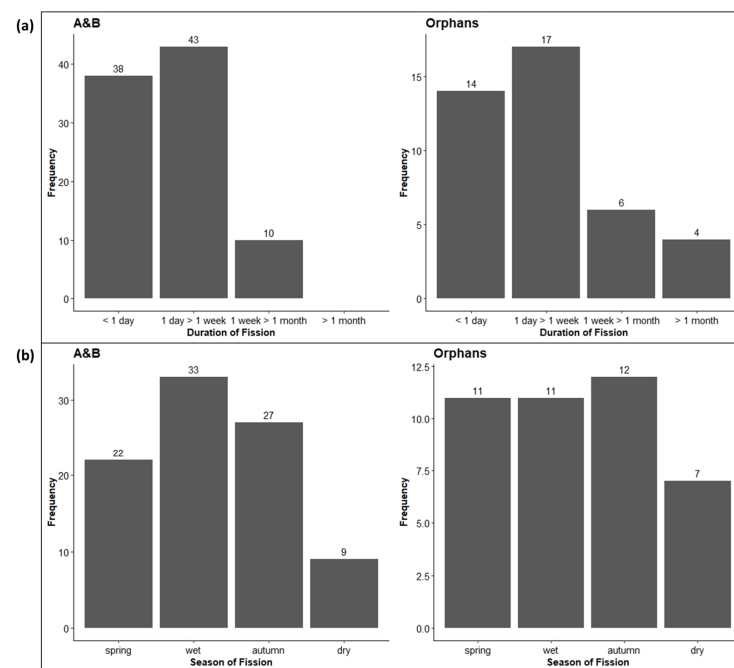 (a)
A&B
Orphans
Frequency
40
30
20
10
0
38
43
10
< 1 day
1 day > 1 week
1 week > 1 month
> 1 month
Duration of Fission
Frequency
15
10
5
0
14
17
6
4
< 1 day
1 day > 1 week
1 week > 1 month
> 1 month
Duration of Fission
(b)
A&B
Orphans
Frequency
30
20
10
0
22
33
27
9
spring
wet
autumn
dry
Season of Fission
Frequency
12.5
10.0
7.5
5.0
2.5
0.0
11
11
12
7
spring
wet
autumn
dry
Season of Fission